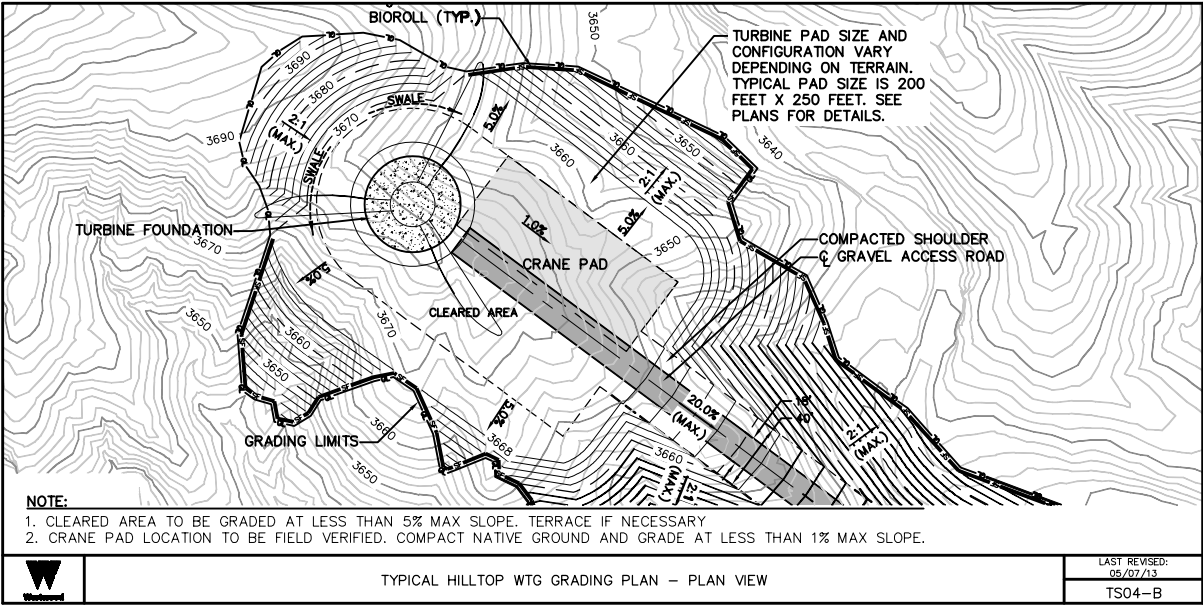 BIOROLL (TYP.)
3650
TURBINE PAD SIZE AND
CONFIGURATION VARY
DEPENDING ON TERRAIN.
TYPICAL PAD SIZE IS 200
FEET X 250 FEET. SEE
PLANS FOR DETAILS.
3690
3680
SWALE
3670
5.0%
2:1
(MAX.)
3690
SWALE
3660
3660
3650
3640
2:1
(MAX.)
TURBINE FOUNDATION
1.0%
5.0%
3670
3650
COMPACTED SHOULDER
℄ GRAVEL ACCESS ROAD
CRANE PAD
5.0%
CLEARED AREA
3670
3650
3660
3650
20.0%
(MAX.)
16'
40'
5.0%
2:1
(MAX.)
GRADING LIMITS
3660
3668
3660
3650
2:1
(MAX.)
NOTE:
1. CLEARED AREA TO BE GRADED AT LESS THAN 5% MAX SLOPE. TERRACE IF NECESSARY
2. CRANE PAD LOCATION TO BE FIELD VERIFIED. COMPACT NATIVE GROUND AND GRADE AT LESS THAN 1% MAX SLOPE.
W
Westwood
TYPICAL HILLTOP WTG GRADING PLAN – PLAN VIEW
LAST REVISED:
05/07/13
TS04–B